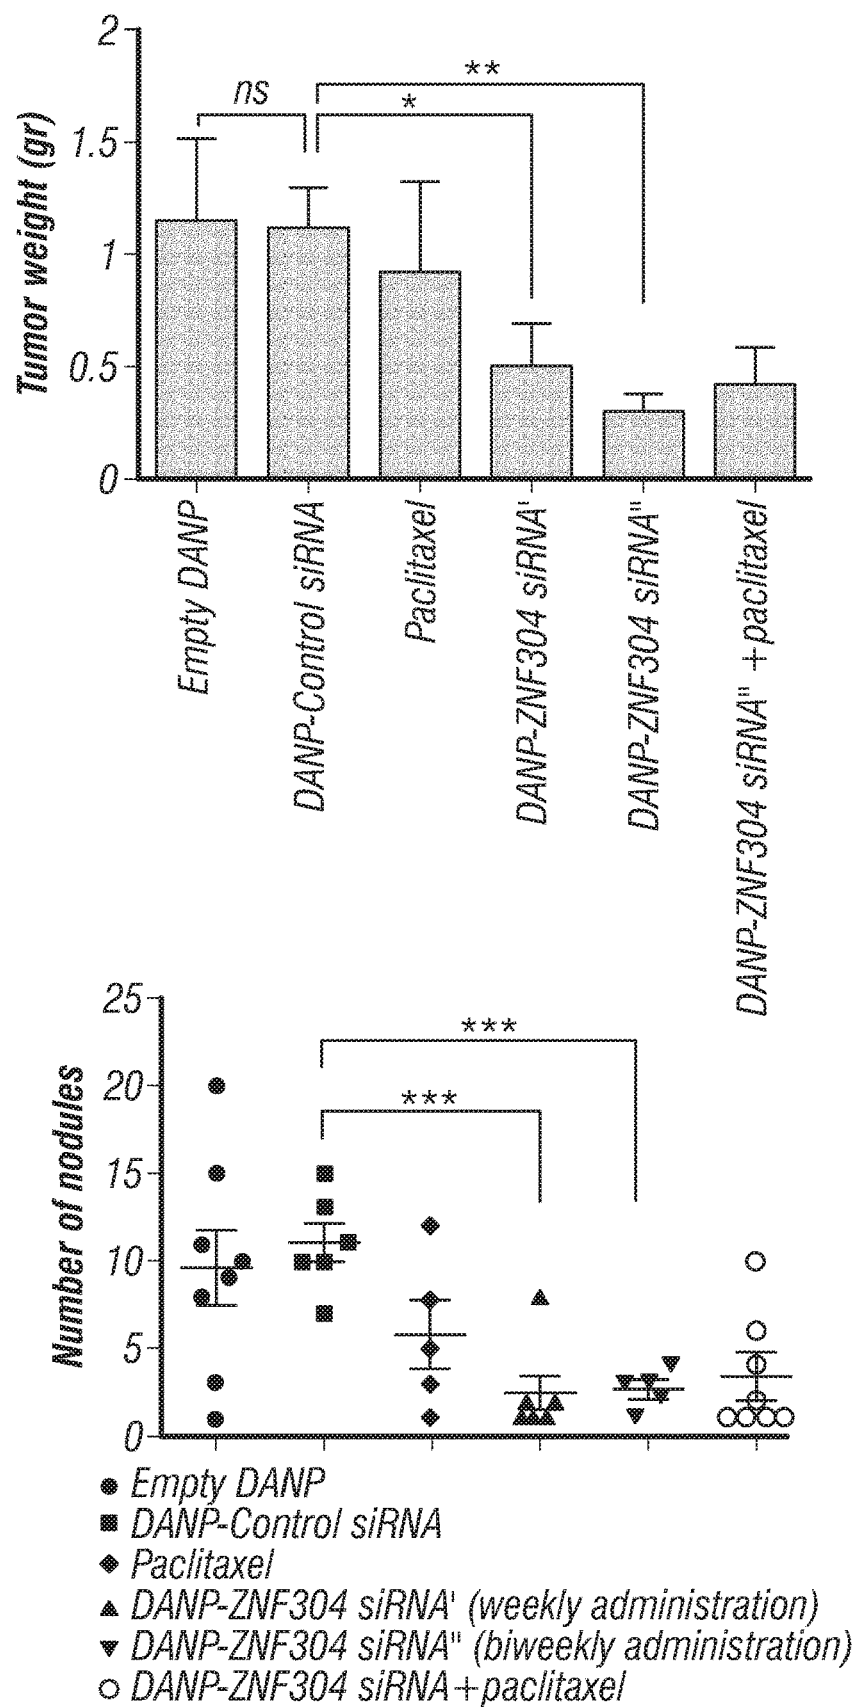 2
**
ns
*
1.5
Tumor weight (gr)
1
0.5
0
Empty DANP
DANP-Control siRNA
Paclitaxel
DANP-ZNF304 siRNA'
DANP-ZNF304 siRNA"
DANP-ZNF304 siRNA" +paclitaxel
25
***
20
***
Number of nodules
15
10
5
0
Empty DANP
DANP-Control siRNA
Paclitaxel
DANP-ZNF304 siRNA' (weekly administration)
DANP-ZNF304 siRNA" (biweekly administration)
DANP-ZNF304 siRNA+paclitaxel